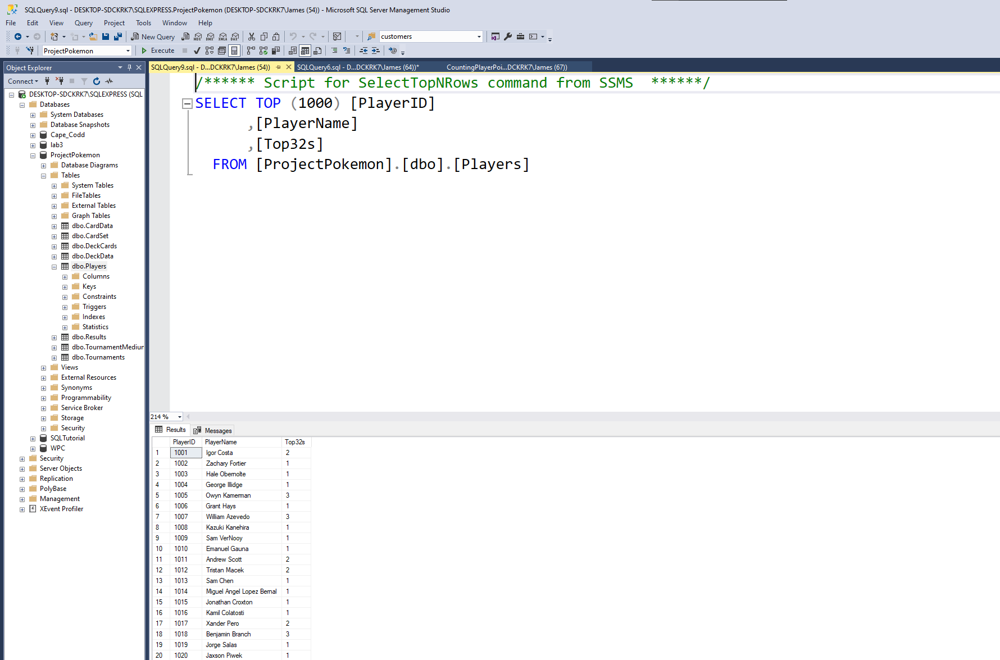 SQLQuery9.sql - DESKTOP-SDCKRK7\SQLEXPRESS.ProjectPokemon (DESKTOP-SDCKRK7\James (54)) - Microsoft SQL Server Management Studio
File Edit View Query Project Tools Window Help
New Query MDX DMX XMLA DAX customers
ProjectPokemon Execute
Object Explorer
Connect
DESKTOP-SDCKRK7\SQLEXPRESS (SQL
Databases
System Databases
Database Snapshots
Cape_Codd
lab3
ProjectPokemon
Database Diagrams
Tables
System Tables
FileTables
External Tables
Graph Tables
dbo.CardData
dbo.CardSet
dbo.DeckCards
dbo.DeckData
dbo.Players
Columns
Keys
Constraints
Triggers
Indexes
Statistics
dbo.Results
dbo.TournamentMedium
dbo.Tournaments
Views
External Resources
Synonyms
Programmability
Service Broker
Storage
Security
SQLTutorial
WPC
Security
Server Objects
Replication
PolyBase
Management
XEvent Profiler
SQLQuery9.sql - D...DCKRK7\James (54)) SQLQuery6.sql - D...DCKRK7\James (64))* CountingPlayerPoi...DCKRK7\James (67))
/****** Script for SelectTopNRows command from SSMS ******/
SELECT TOP (1000) [PlayerID]
,[PlayerName]
,[Top32s]
FROM [ProjectPokemon].[dbo].[Players]
214 %
Results Messages
PlayerID PlayerName Top32s
1 1001 Igor Costa 2
2 1002 Zachary Fortier 1
3 1003 Hale Obernolte 1
4 1004 George Illidge 1
5 1005 Owyn Kamerman 3
6 1006 Grant Hays 1
7 1007 William Azevedo 3
8 1008 Kazuki Kanehira 1
9 1009 Sam VerNooy 1
10 1010 Emanuel Gauna 1
11 1011 Andrew Scott 2
12 1012 Tristan Macek 2
13 1013 Sam Chen 1
14 1014 Miguel Angel Lopez Bernal 1
15 1015 Jonathan Croxton 1
16 1016 Kamil Colatosti 1
17 1017 Xander Pero 2
18 1018 Benjamin Branch 3
19 1019 Jorge Salas 1
20 1020 Jaxson Piwek 1